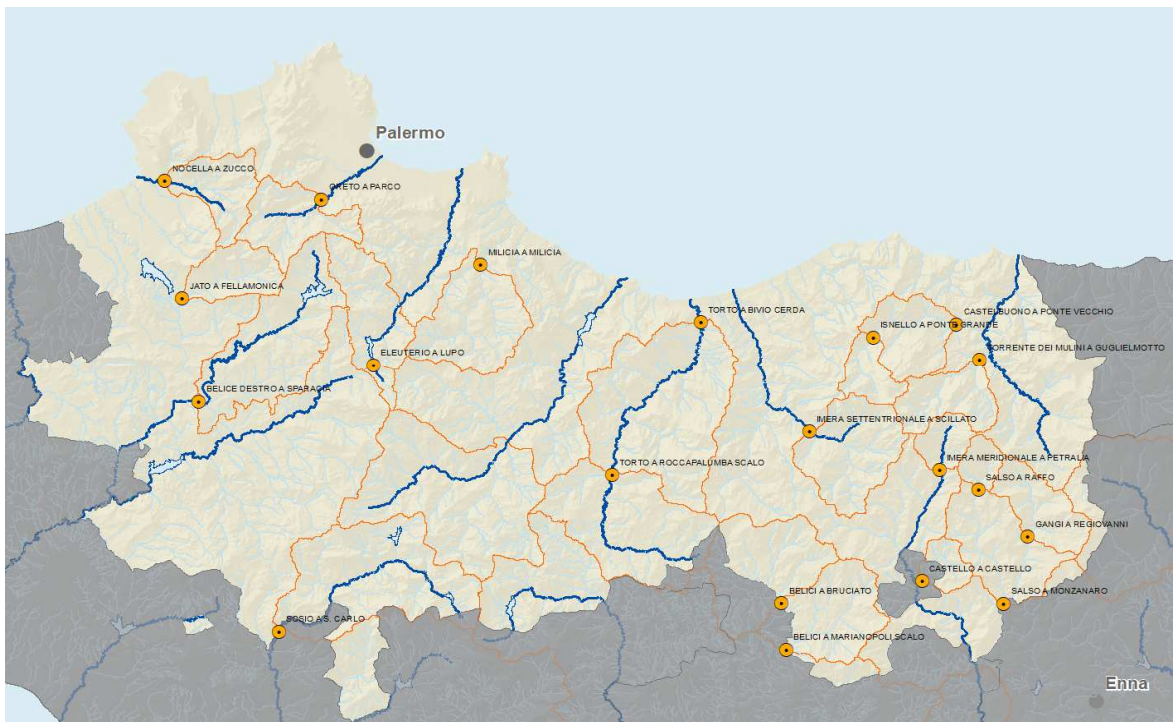 Palermo
NOCELLA A ZUCCO
ORETO A PARCO
MILICIA A MILICIA
JATO A FELLAMONICA
TORTO A BIVIO CERDA
CASTELBUONO A PONTE VECCHIO
ISNELLO A PONTE GRANDE
TORRENTE DEI MULINI A GUGLIELMOTTO
ELEUTERIO A LUPO
BELICE DESTRO A SPARACIA
IMERA SETTENTRIONALE A SCILLATO
IMERA MERIDIONALE A PETRALIA
TORTO A ROCCAPALUMBA SCALO
SALSO A RAFFO
GANGI A REGIOVANNI
CASTELLO A CASTELLO
BELICI A BRUCIATO
SALSO A MONZANARO
SOSIO A S. CARLO
BELICI A MARIANOPOLI SCALO
Enna